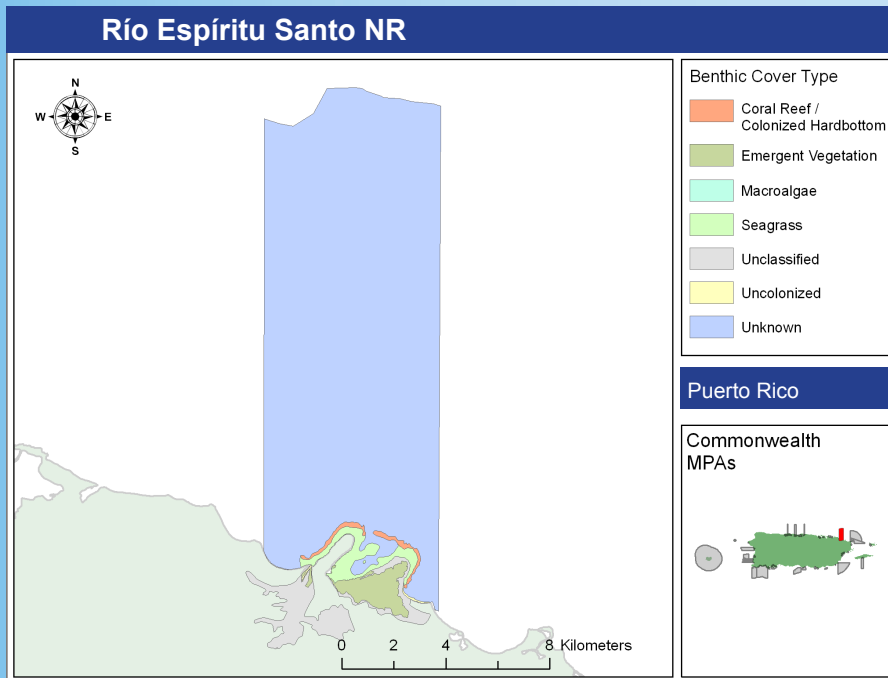 Río Espíritu Santo NR
N
W E
S
Benthic Cover Type
Coral Reef /
Colonized Hardbottom
Emergent Vegetation
Macroalgae
Seagrass
Unclassified
Uncolonized
Unknown
Puerto Rico
Commonwealth
MPAs
0 2 4 8 Kilometers